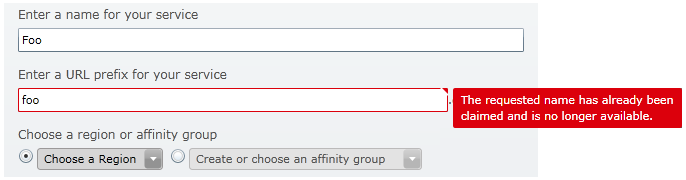 Enter a name for your service
Foo
Enter a URL prefix for your service
foo
The requested name has already been
claimed and is no longer available.
Choose a region or affinity group
Choose a Region
Create or choose an affinity group